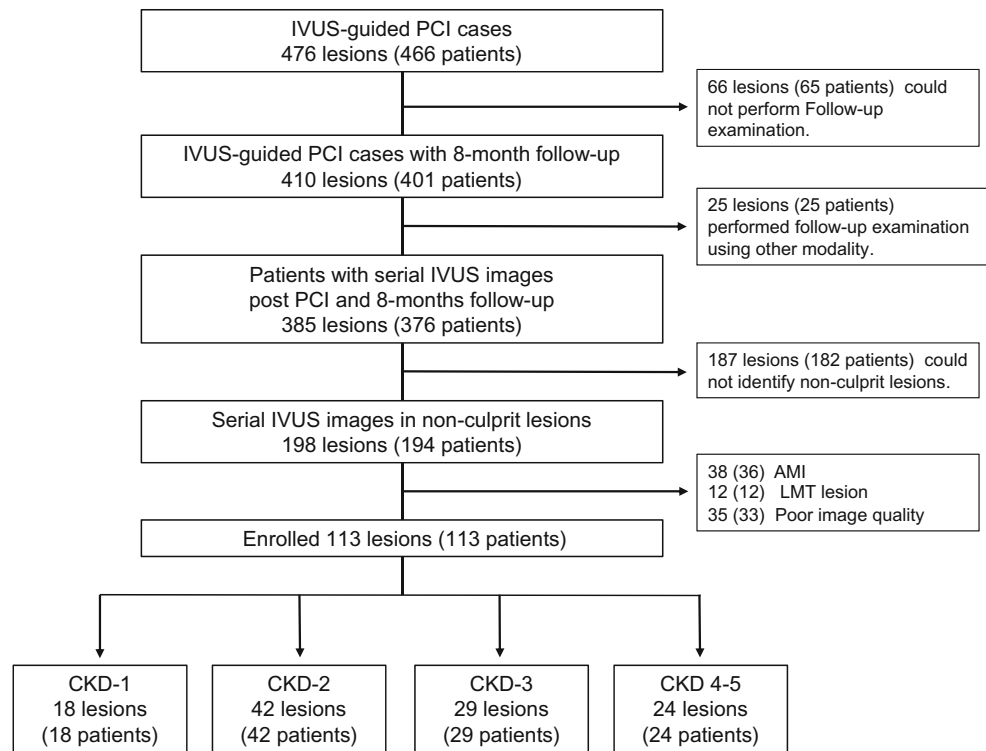 IVUS-guided PCI cases
476 lesions (466 patients)
66 lesions (65 patients) could
not perform Follow-up
examination.
IVUS-guided PCI cases with 8-month follow-up
410 lesions (401 patients)
25 lesions (25 patients)
performed follow-up examination
using other modality.
Patients with serial IVUS images
post PCI and 8-months follow-up
385 lesions (376 patients)
187 lesions (182 patients) could
not identify non-culprit lesions.
Serial IVUS images in non-culprit lesions
198 lesions (194 patients)
38 (36) AMI
12 (12) LMT lesion
35 (33) Poor image quality
Enrolled 113 lesions (113 patients)
CKD-1
18 lesions
(18 patients)
CKD-2
42 lesions
(42 patients)
CKD-3
29 lesions
(29 patients)
CKD 4-5
24 lesions
(24 patients)